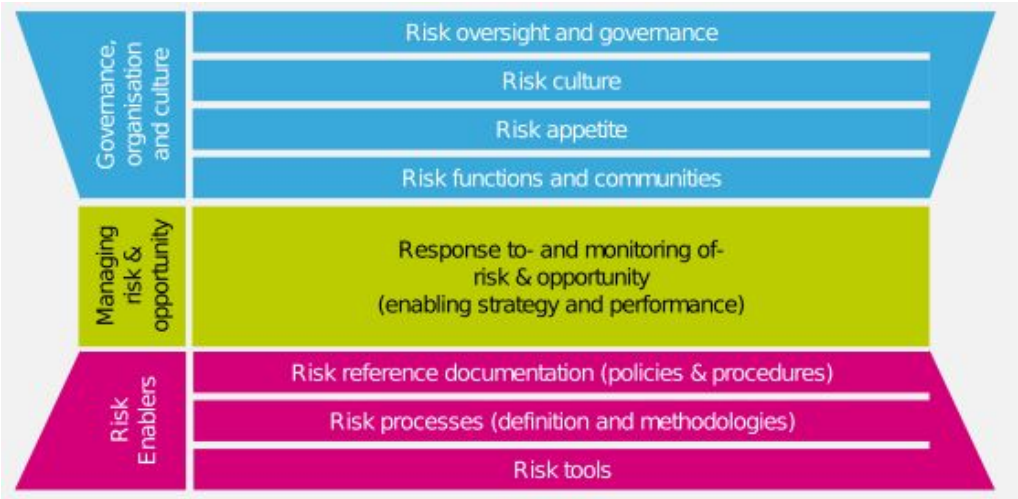 Governance,
organisation
and culture
Risk oversight and governance
Risk culture
Risk appetite
Risk functions and communities
Managing
risk &
opportunity
Response to- and monitoring of-
risk & opportunity
(enabling strategy and performance)
Risk
Enablers
Risk reference documentation (policies & procedures)
Risk processes (definition and methodologies)
Risk tools